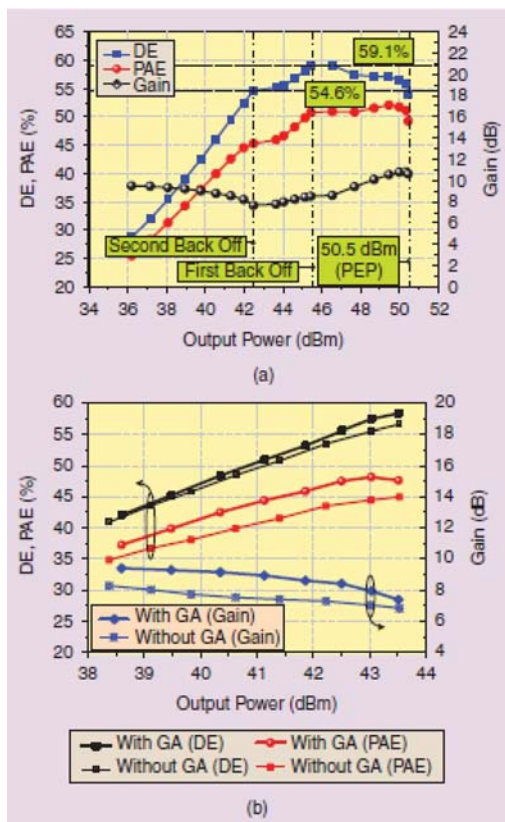 65
60
55
50
45
40
35
30
25
20
DE, PAE (%)
DE
PAE
Gain
59.1%
54.6%
Second Back Off
First Back Off
50.5 dBm
(PEP)
24
22
20
18
16
14
12
10
8
6
4
2
0
Gain (dB)
34 36 38 40 42 44 46 48 50 52
Output Power (dBm)
(a)
60
55
50
45
40
35
30
25
20
DE, PAE (%)
With GA (Gain)
Without GA (Gain)
20
18
16
14
12
10
8
6
4
Gain (dB)
38 39 40 41 42 43 44
Output Power (dBm)
With GA (DE) With GA (PAE)
Without GA (DE) Without GA (PAE)
(b)